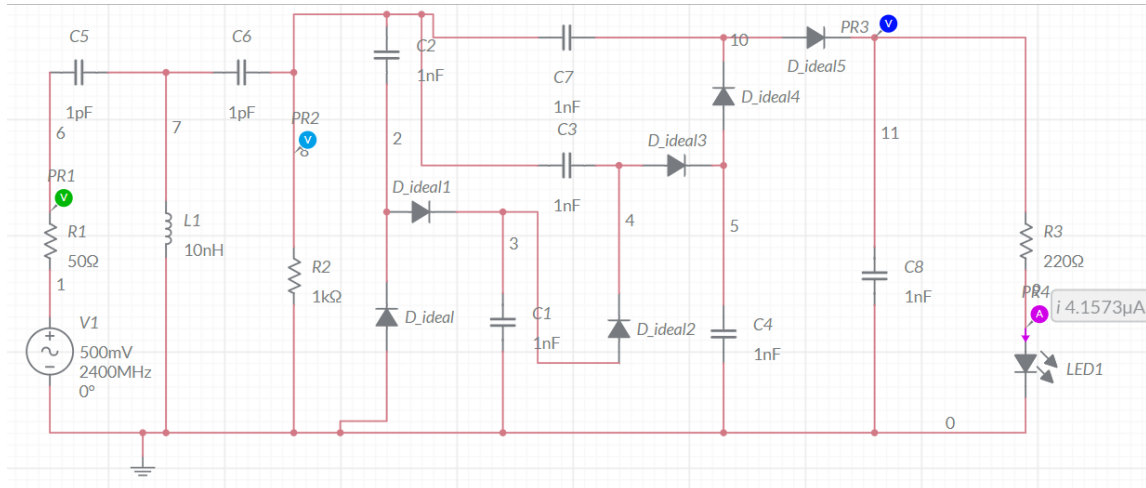 C5
1pF
6
PR1
V
R1
50Ω
1
V1
500mV
2400MHz
0°
7
L1
10nH
C6
1pF
PR2
V
8
R2
1kΩ
C2
1nF
2
D_ideal1
D_ideal
3
C1
1nF
C7
1nF
C3
1nF
4
D_ideal2
D_ideal3
D_ideal4
10
5
C4
1nF
D_ideal5
PR3
V
11
C8
1nF
R3
220Ω
PR4
A
i 4.1573µA
LED1
0